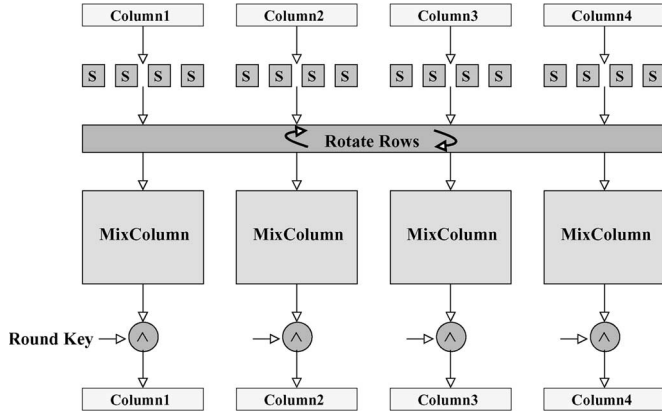 Column1 Column2 Column3 Column4
S S S S S S S S S S S S S S S S
Rotate Rows
MixColumn MixColumn MixColumn MixColumn
Round Key ^ ^ ^ ^
Column1 Column2 Column3 Column4